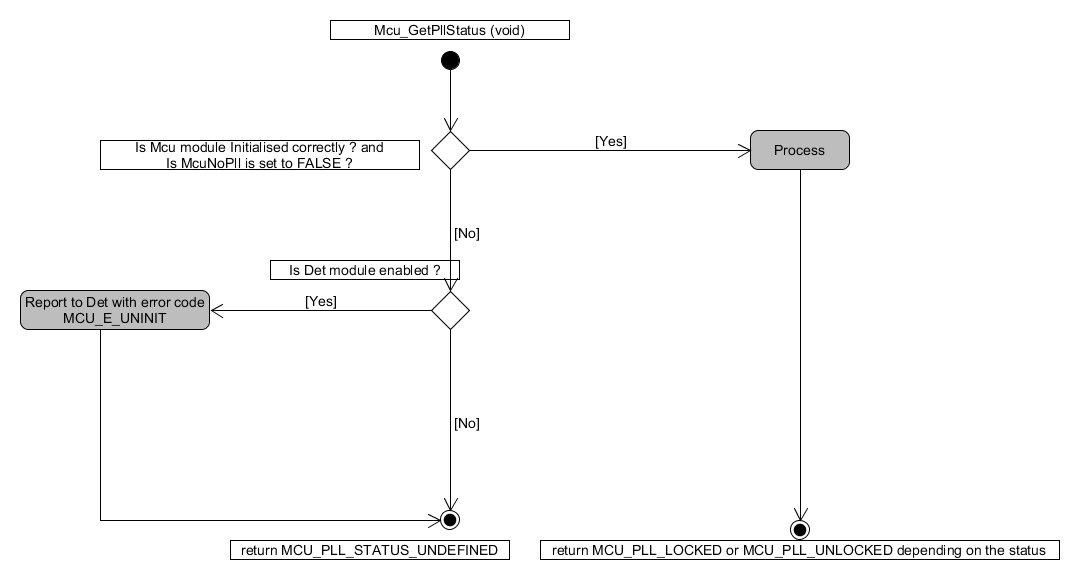 Mcu_GetPllStatus (void)
Is Mcu module Initialised correctly ? and
Is McuNoPll is set to FALSE ?
[Yes]
Process
[No]
Is Det module enabled ?
[Yes]
Report to Det with error code
MCU_E_UNINIT
[No]
return MCU_PLL_STATUS_UNDEFINED
return MCU_PLL_LOCKED or MCU_PLL_UNLOCKED depending on the status